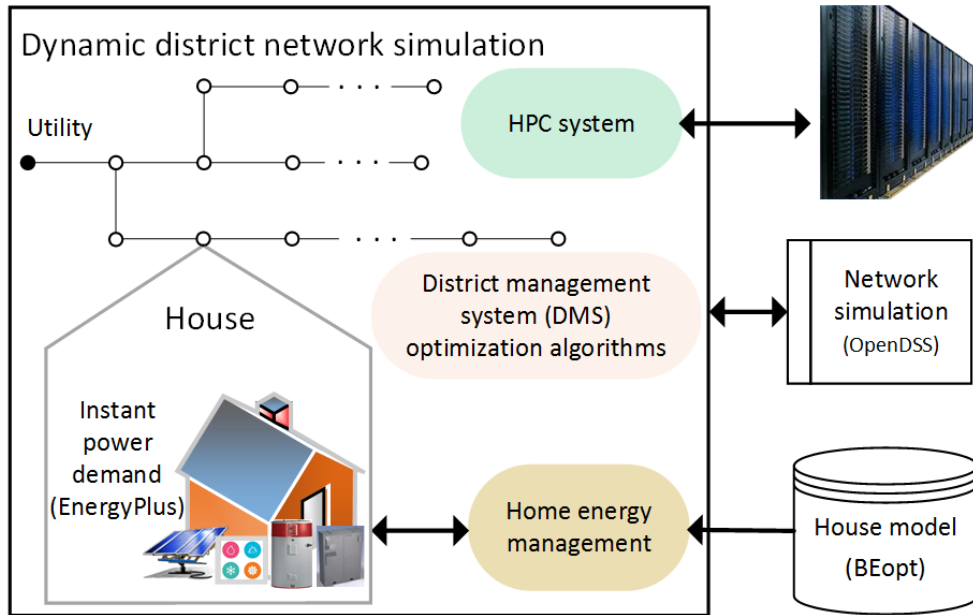 Dynamic district network simulation
Utility
· · ·
· · ·
· · ·
HPC system
District management
system (DMS)
optimization algorithms
Network
simulation
(OpenDSS)
House
Instant
power
demand
(EnergyPlus)
Home energy
management
House model
(BEopt)